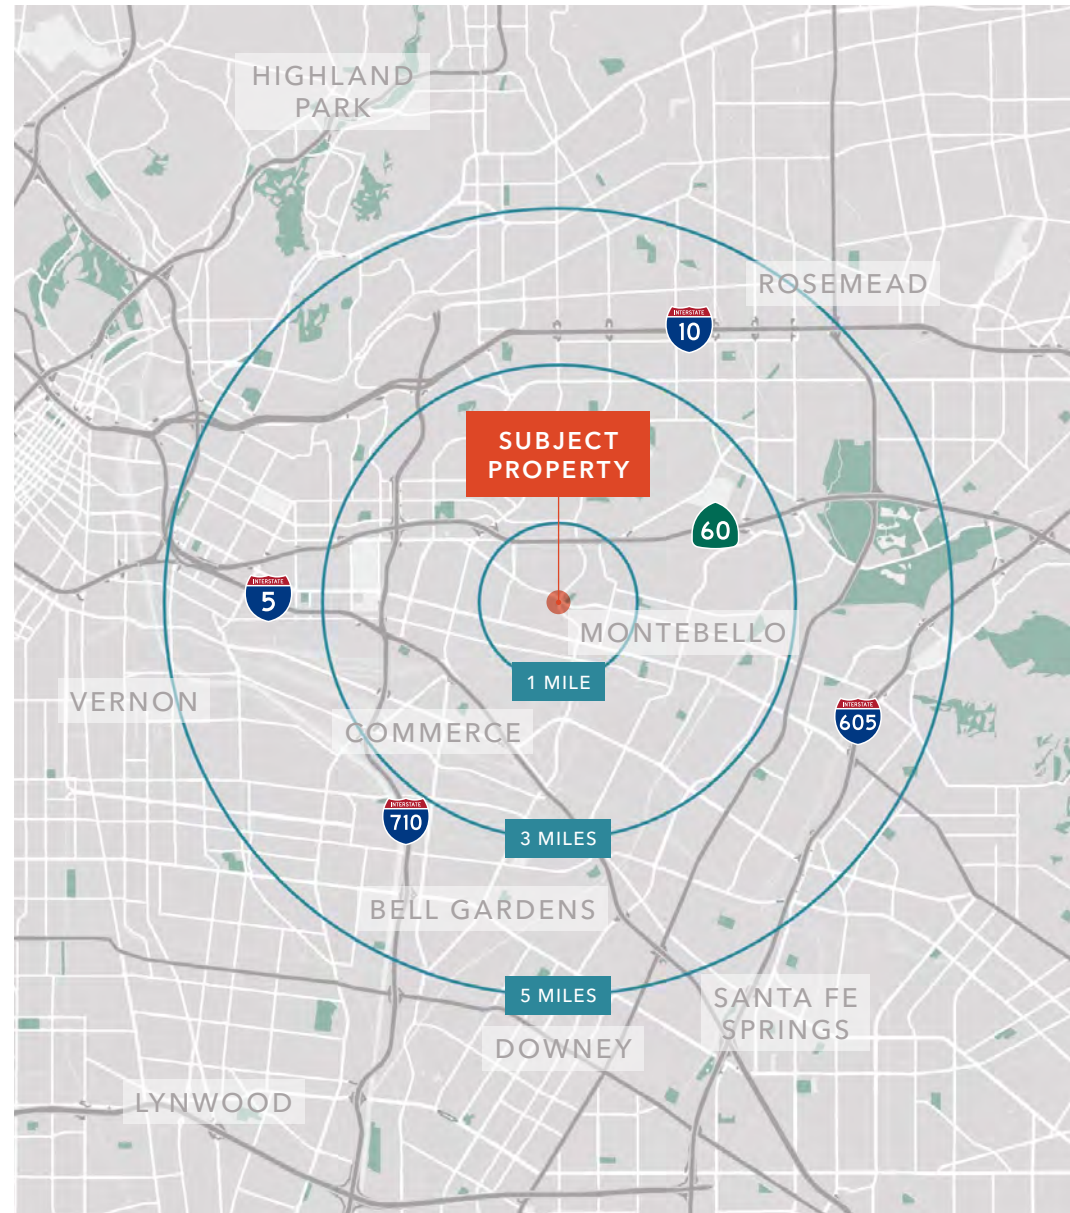 HIGHLAND
PARK
ROSEMEAD
INTERSTATE
10
SUBJECT
PROPERTY
60
INTERSTATE
5
MONTEBELLO
1 MILE
VERNON
INTERSTATE
605
COMMERCE
INTERSTATE
710
3 MILES
BELL GARDENS
5 MILES
SANTA FE
SPRINGS
DOWNEY
LYNWOOD